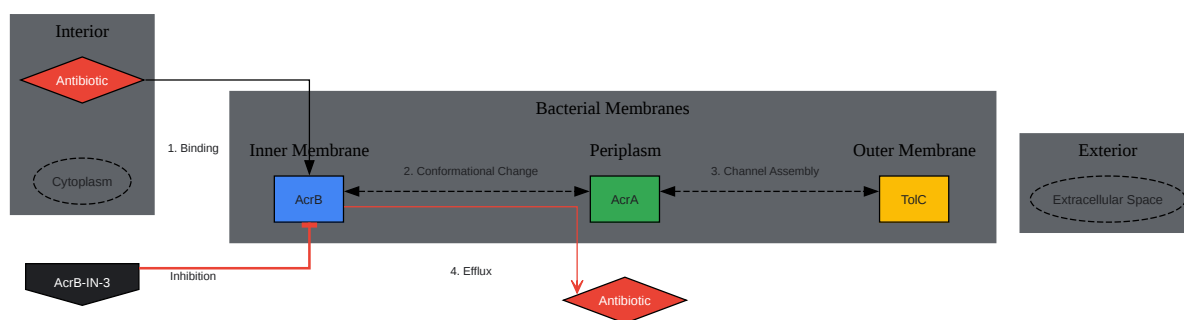 Interior
Antibiotic
Cytoplasm
1. Binding
Bacterial Membranes
Inner Membrane
Periplasm
Outer Membrane
2. Conformational Change
3. Channel Assembly
AcrB
AcrA
TolC
Exterior
Extracellular Space
AcrB-IN-3
Inhibition
4. Efflux
Antibiotic